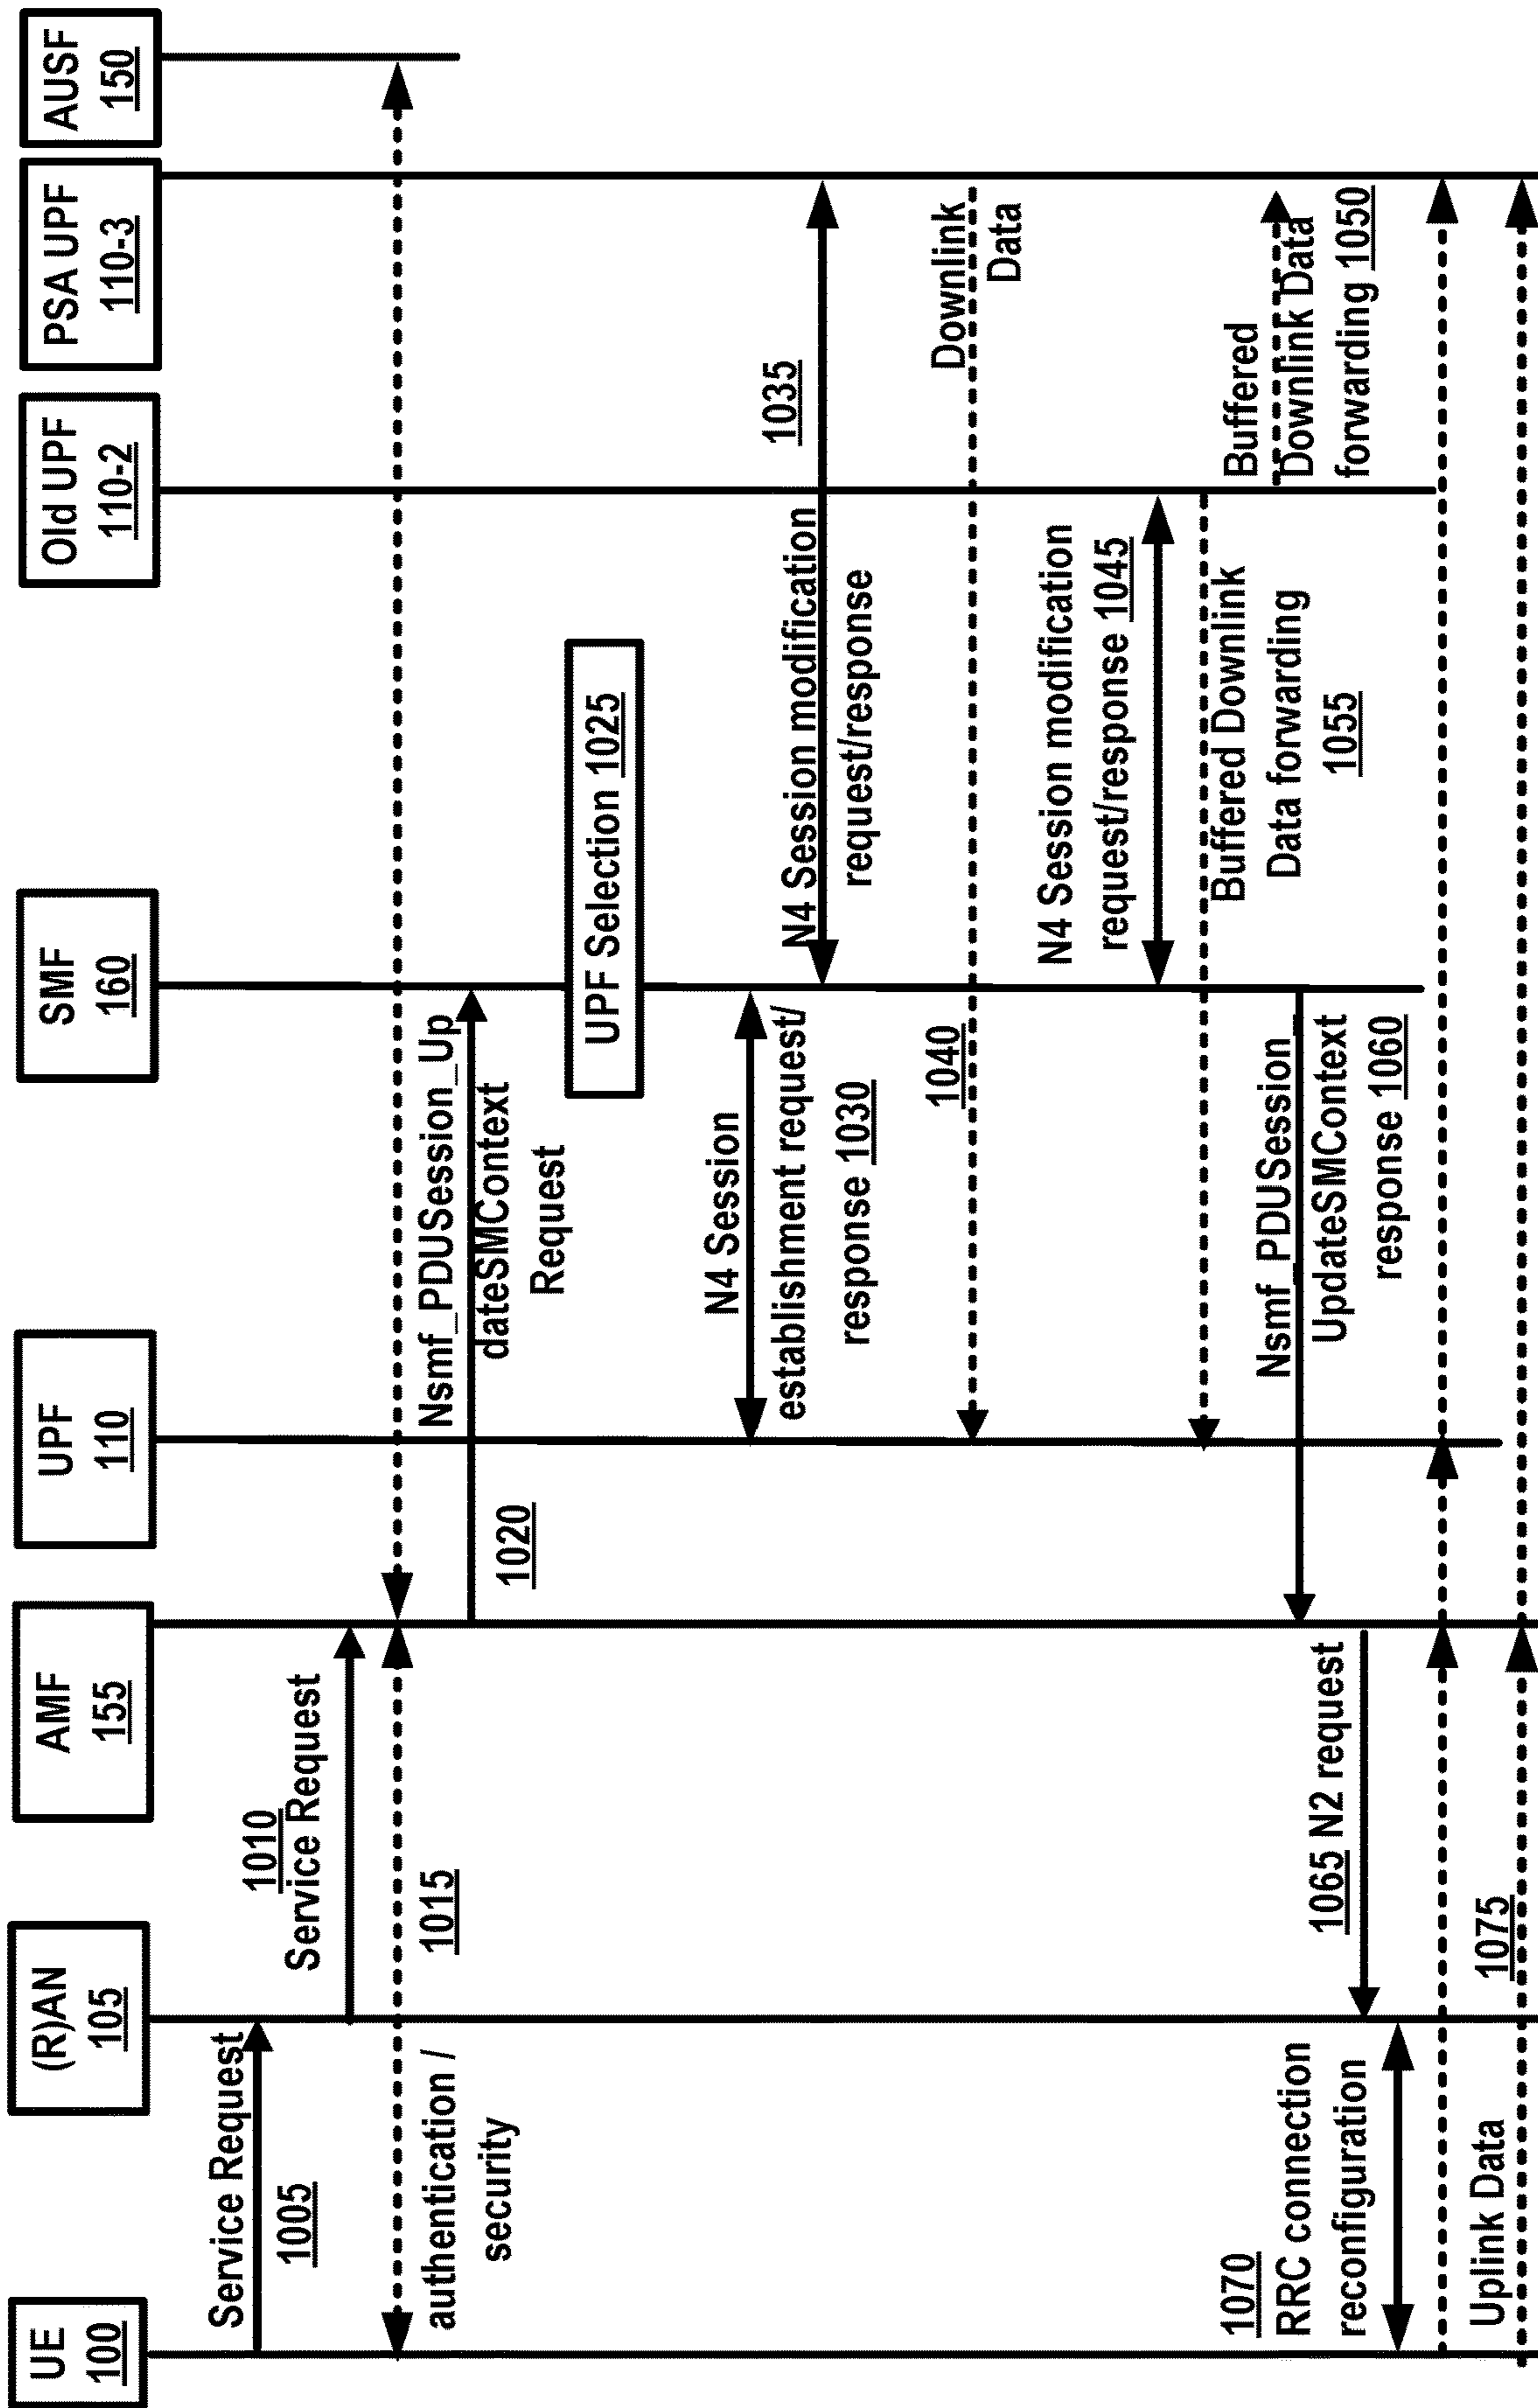 UE
100
(R)AN
105
AMF
155
UPF
110
SMF
160
Old UPF
110-2
PSA UPF
110-3
AUSF
150
Service Request
1005
1010
Service Request
authentication /
security
1015
Nsmf_PDUSession_Up
dateSMContext
Request
1020
UPF Selection 1025
N4 Session
establishment request/
response 1030
N4 Session modification
request/response
1035
Downlink
Data
1040
N4 Session modification
request/response 1045
Buffered
Downlink Data
forwarding 1050
Buffered Downlink
Data forwarding
1055
Nsmf_PDUSession_
UpdateSMContext
response 1060
1065 N2 request
1070
RRC connection
reconfiguration
Uplink Data
1075